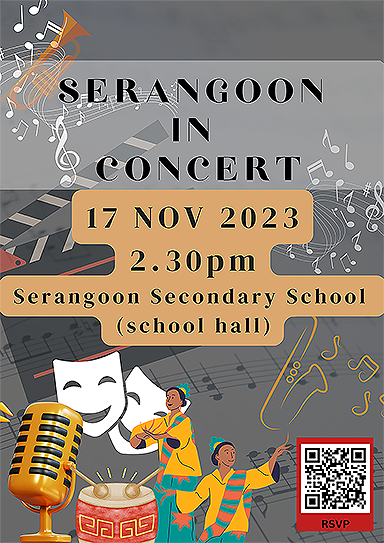 SERANGOON
IN
CONCERT
17 NOV 2023
2.30pm
Serangoon Secondary School
(school hall)
RSVP